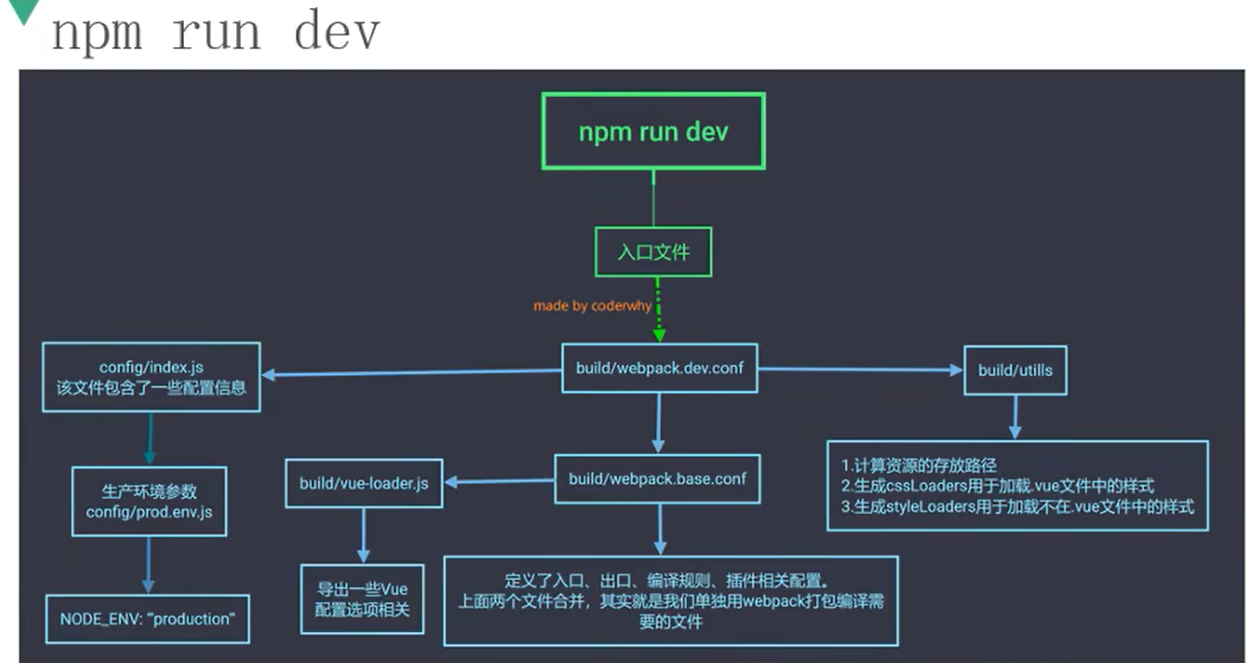 npm run dev
npm run dev
入口文件
made by coderwhy
config/index.js
该文件包含了一些配置信息
build/webpack.dev.conf
build/utills
生产环境参数
config/prod.env.js
build/vue-loader.js
build/webpack.base.conf
1.计算资源的存放路径
2.生成cssLoaders用于加载.vue文件中的样式
3.生成styleLoaders用于加载不在.vue文件中的样式
NODE_ENV: "production"
导出一些Vue
配置选项相关
定义了入口、出口、编译规则、插件相关配置。
上面两个文件合并，其实就是我们单独用webpack打包编译需
要的文件